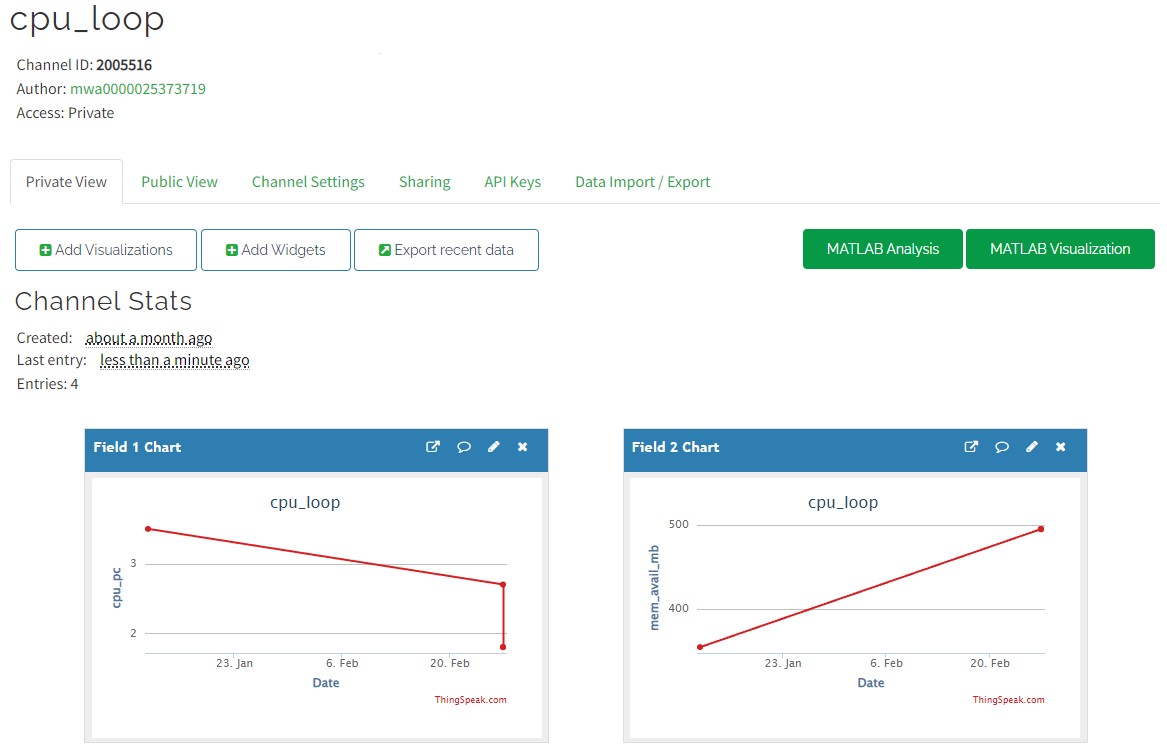 cpu_loop
Channel ID: 2005516
Author: mwa0000025373719
Access: Private
Private View Public View Channel Settings Sharing API Keys Data Import / Export
Add Visualizations Add Widgets Export recent data MATLAB Analysis MATLAB Visualization
Channel Stats
Created: about a month ago
Last entry: less than a minute ago
Entries: 4
Field 1 Chart
cpu_loop
cpu_pc
3
2
23. Jan 6. Feb 20. Feb
Date
ThingSpeak.com
Field 2 Chart
cpu_loop
mem_avail_mb
500
400
23. Jan 6. Feb 20. Feb
Date
ThingSpeak.com